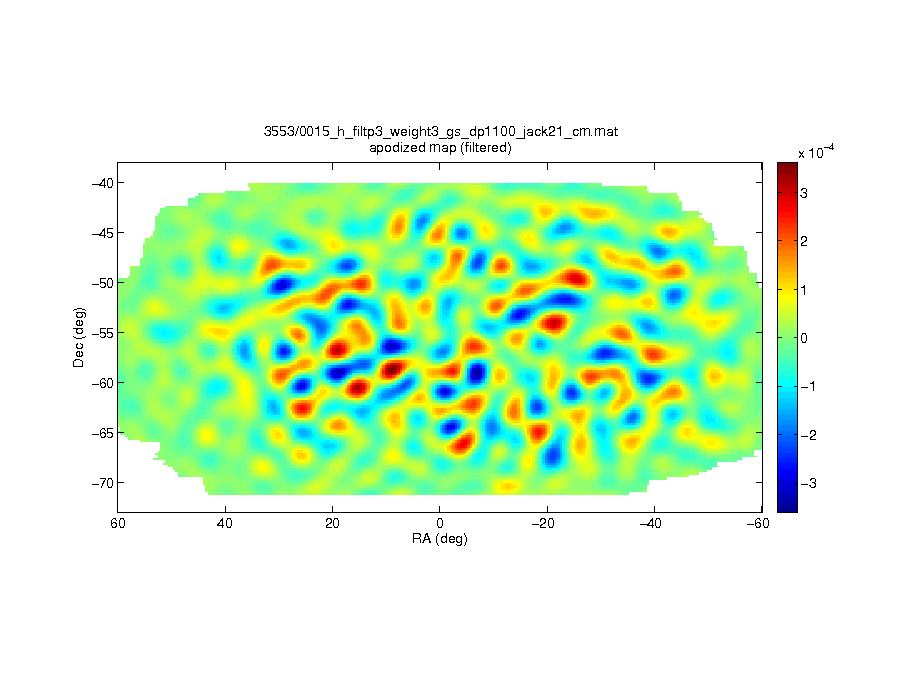 3553/0015_h_filtp3_weight3_gs_dp1100_jack21_cm.mat
apodized map (filtered)
x 10⁻⁴
−40
−45
−50
−55
−60
−65
−70
Dec (deg)
60 40 20 0 −20 −40 −60
RA (deg)
3
2
1
0
−1
−2
−3